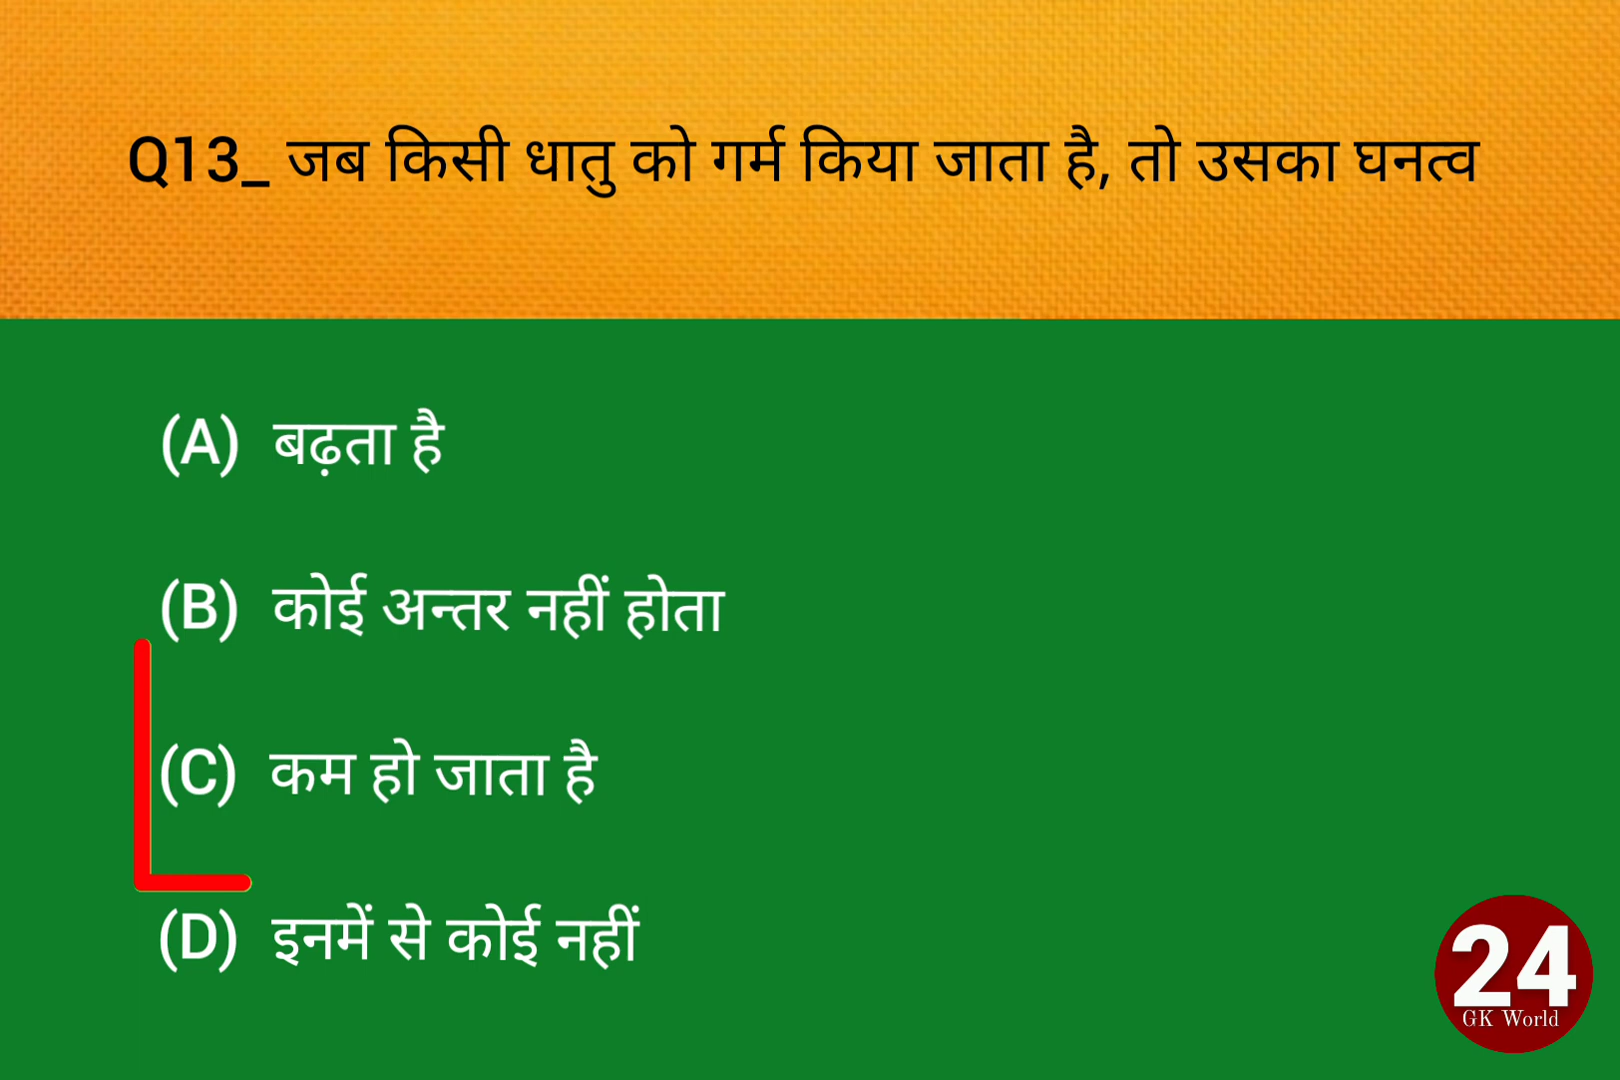 Q13_ जब किसी धातु को गर्म किया जाता है, तो उसका घनत्व
(A) बढ़ता है
(B) कोई अन्तर नहीं होता
(C) कम हो जाता है
(D) इनमें से कोई नहीं
24
GK World